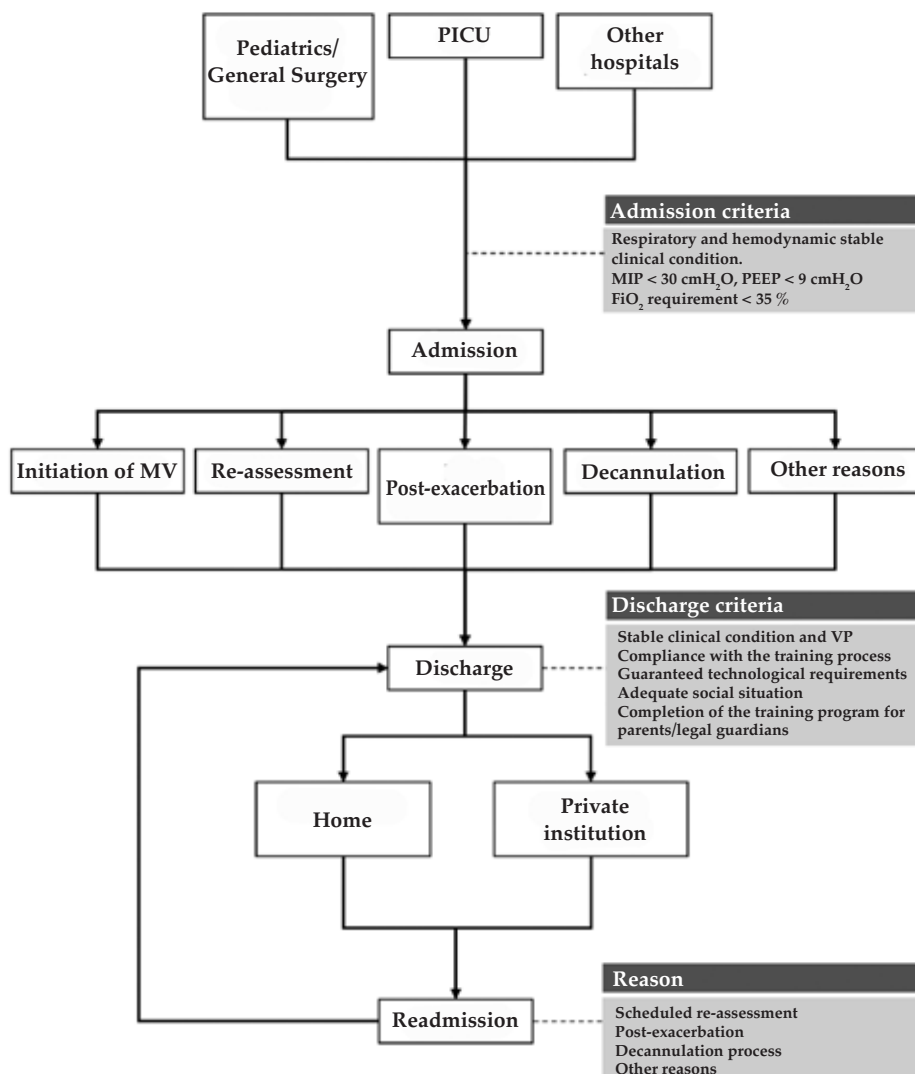 Pediatrics/
General Surgery
PICU
Other
hospitals
Admission criteria
Respiratory and hemodynamic stable
clinical condition.
MIP < 30 cmH₂O, PEEP < 9 cmH₂O
FiO₂ requirement < 35 %
Admission
Initiation of MV
Re-assessment
Post-exacerbation
Decannulation
Other reasons
Discharge criteria
Stable clinical condition and VP
Compliance with the training process
Guaranteed technological requirements
Adequate social situation
Completion of the training program for
parents/legal guardians
Discharge
Home
Private
institution
Reason
Scheduled re-assessment
Post-exacerbation
Decannulation process
Other reasons
Readmission